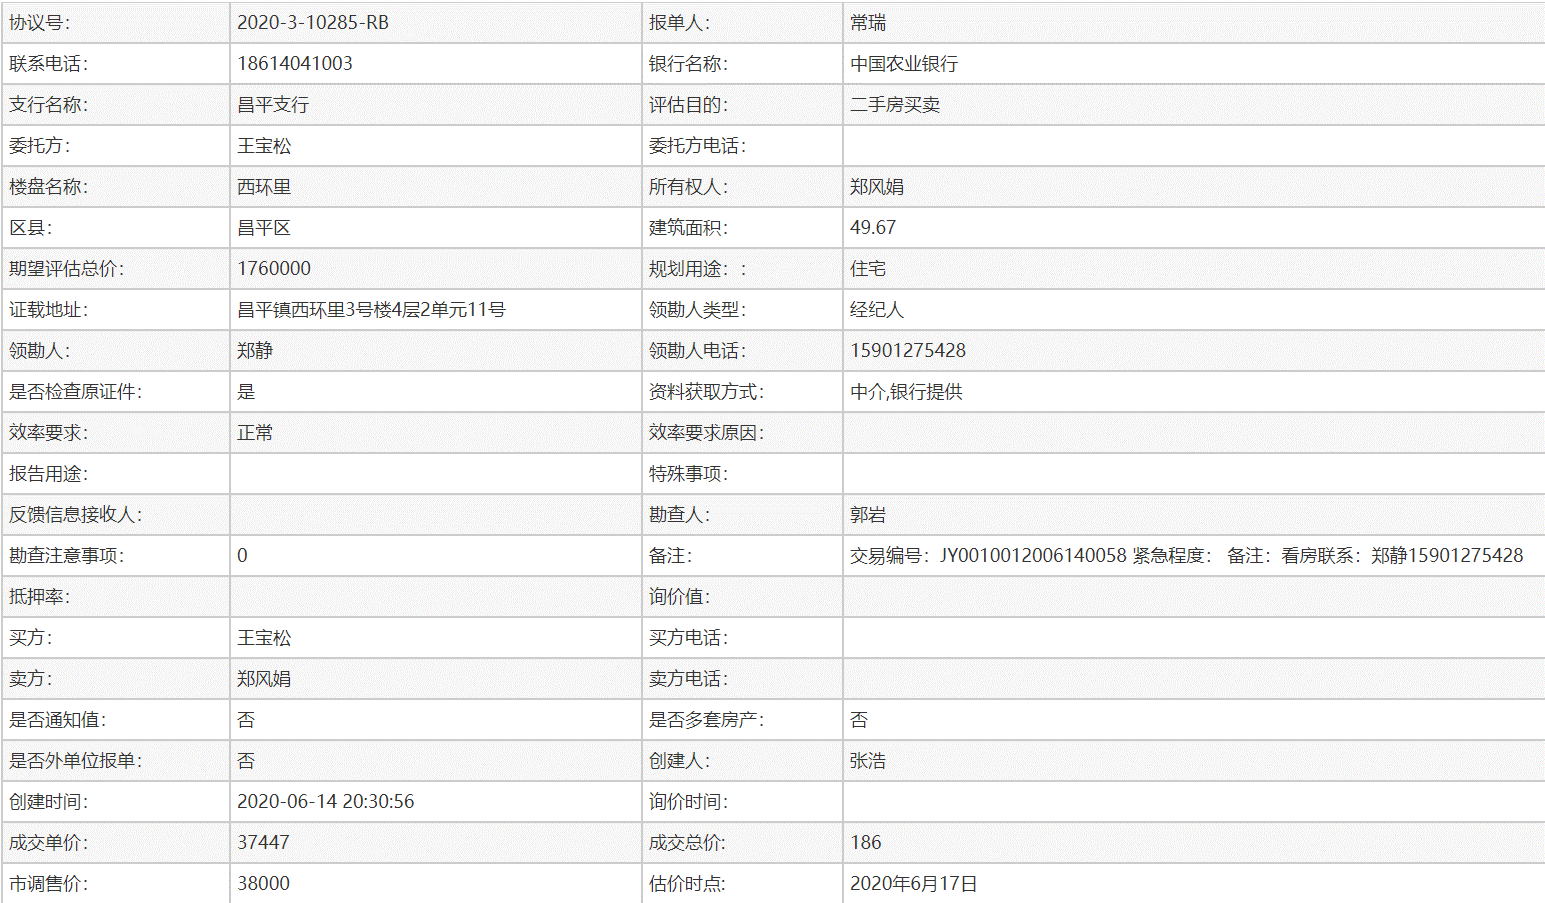 协议号： 2020-3-10285-RB 报单人： 常瑞
联系电话： 18614041003 银行名称： 中国农业银行
支行名称： 昌平支行 评估目的： 二手房买卖
委托方： 王宝松 委托方电话：
楼盘名称： 西环里 所有权人： 郑风娟
区县： 昌平区 建筑面积： 49.67
期望评估总价： 1760000 规划用途：： 住宅
证载地址： 昌平镇西环里3号楼4层2单元11号 领勘人类型： 经纪人
领勘人： 郑静 领勘人电话： 15901275428
是否检查原证件： 是 资料获取方式： 中介,银行提供
效率要求： 正常 效率要求原因：
报告用途： 特殊事项：
反馈信息接收人： 勘查人： 郭岩
勘查注意事项： 0 备注： 交易编号：JY0010012006140058 紧急程度： 备注：看房联系：郑静15901275428
抵押率： 询价值：
买方： 王宝松 买方电话：
卖方： 郑风娟 卖方电话：
是否通知值： 否 是否多套房产： 否
是否外单位报单： 否 创建人： 张浩
创建时间： 2020-06-14 20:30:56 询价时间：
成交单价： 37447 成交总价: 186
市调售价： 38000 估价时点: 2020年6月17日